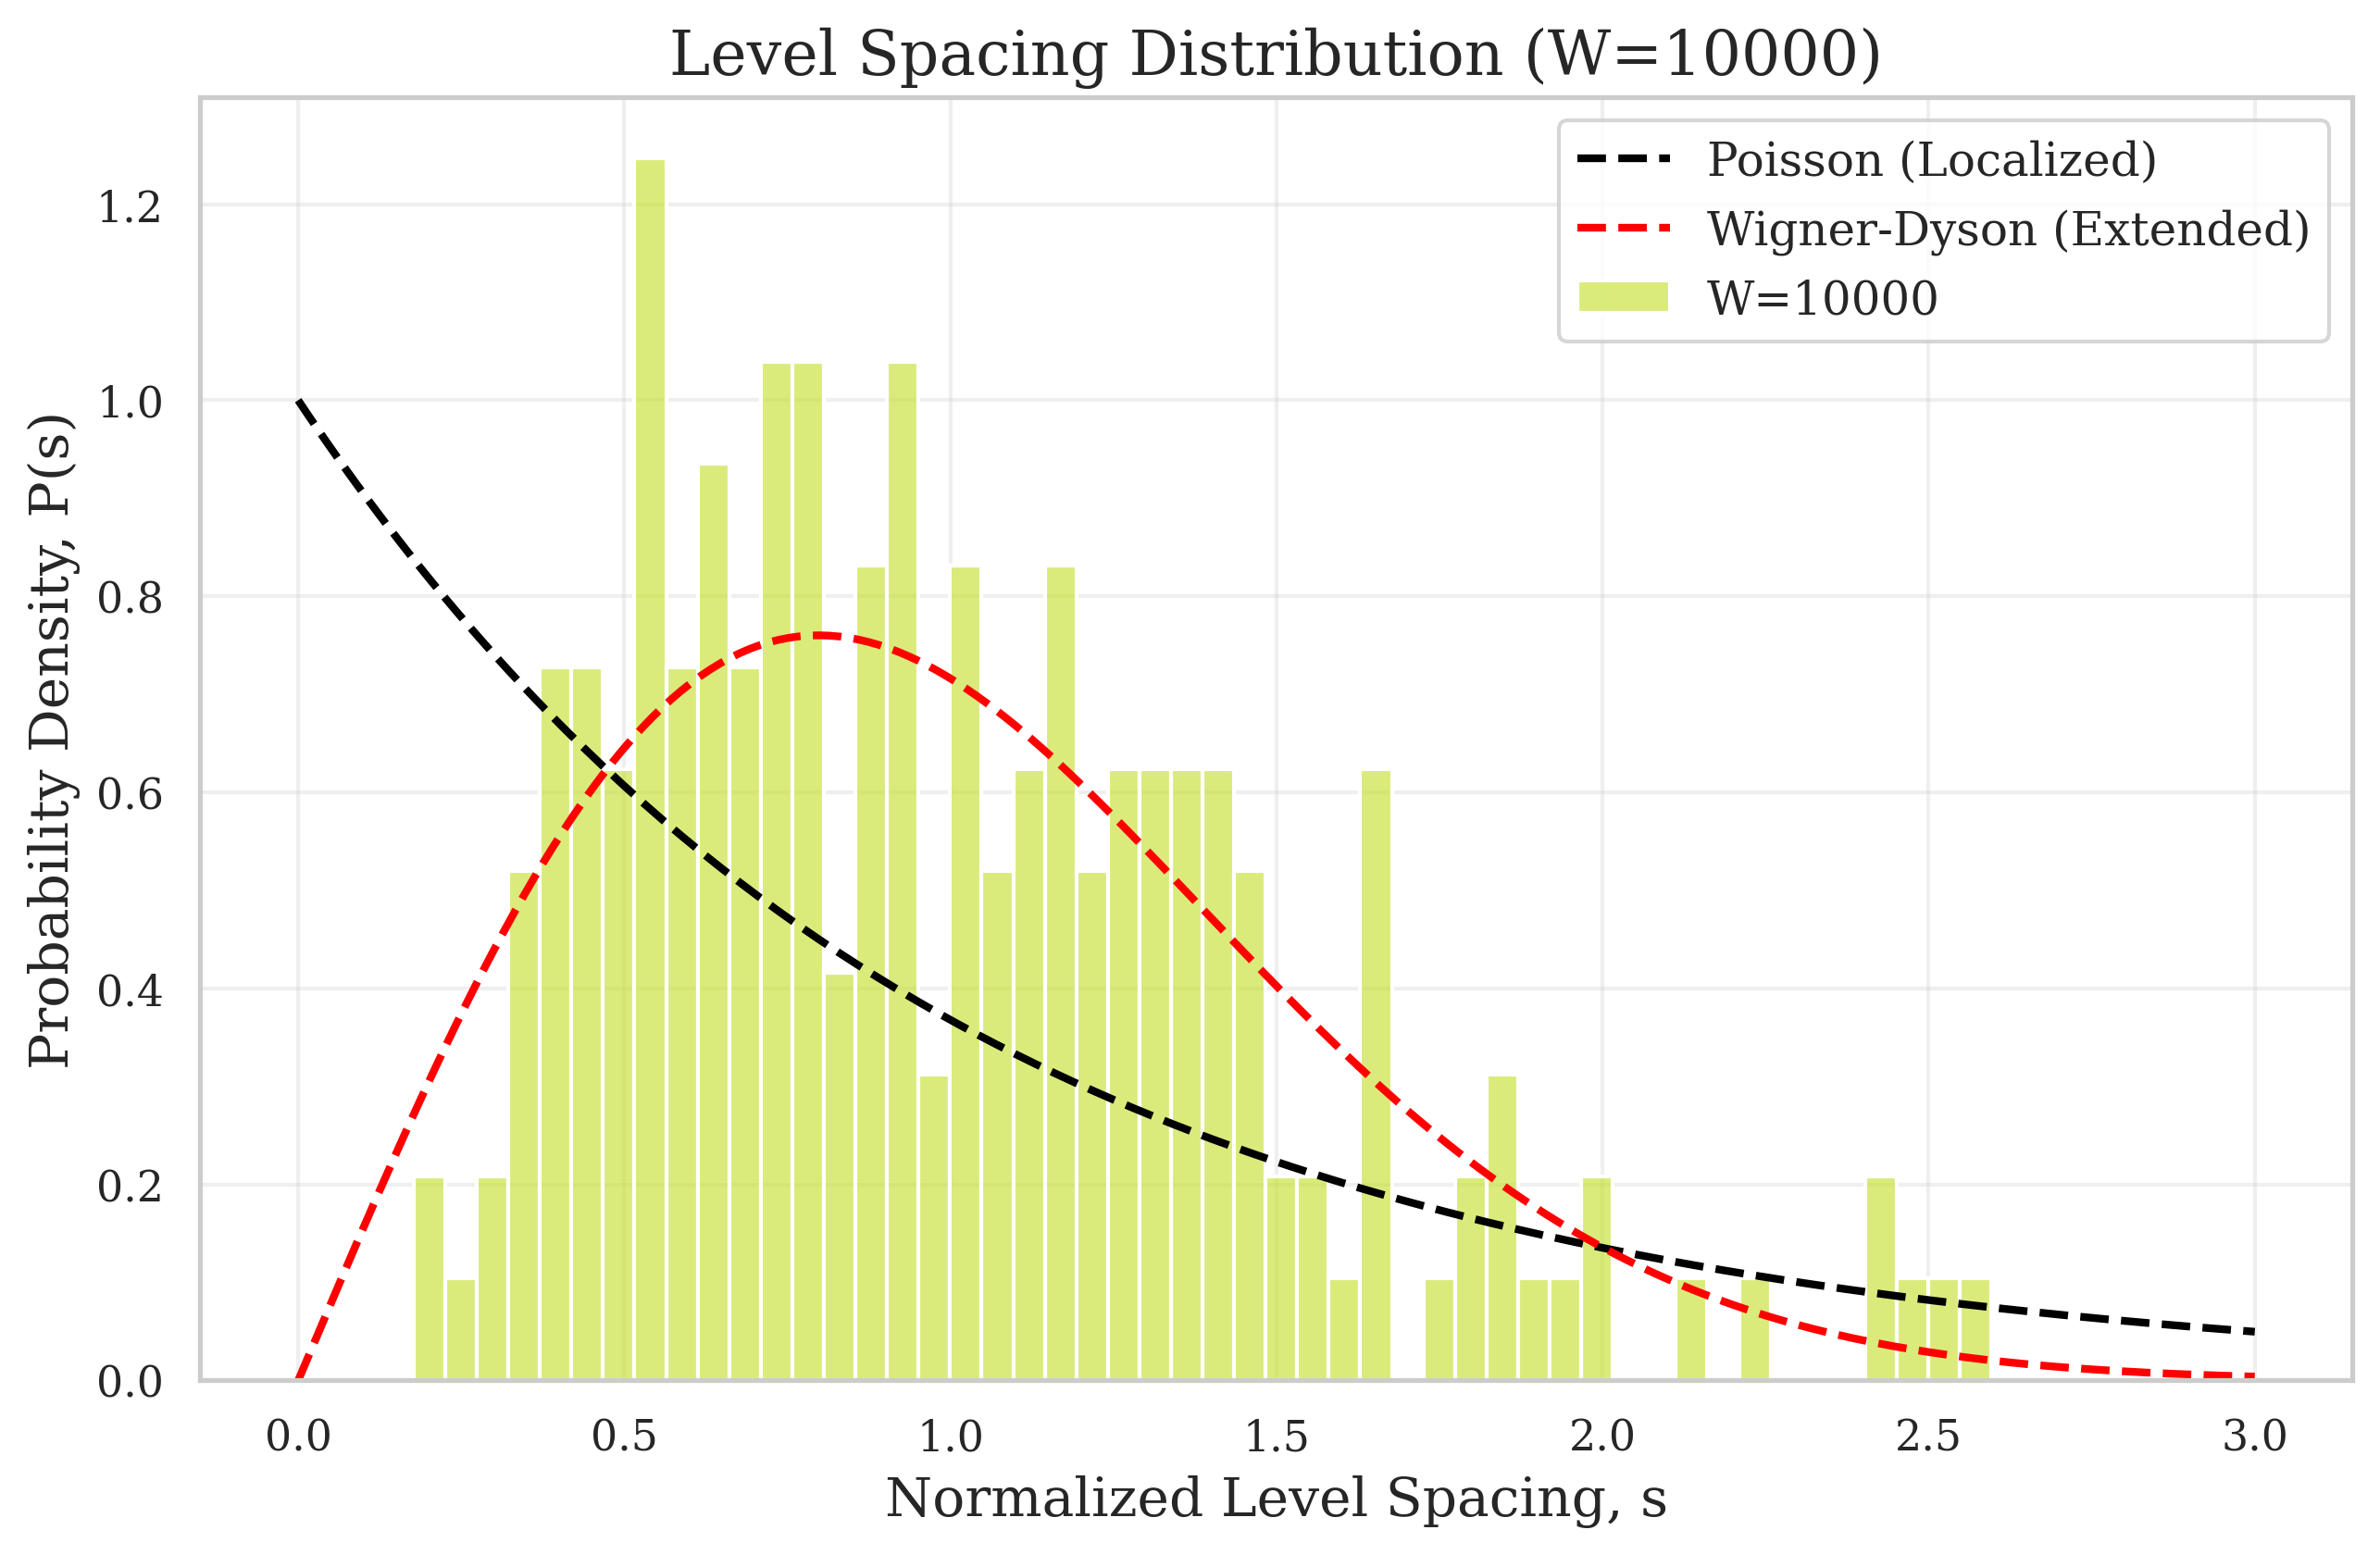 Level Spacing Distribution (W=10000)
Poisson (Localized)
Wigner-Dyson (Extended)
W=10000
Probability Density, P(s)
1.2
1.0
0.8
0.6
0.4
0.2
0.0
0.0 0.5 1.0 1.5 2.0 2.5 3.0
Normalized Level Spacing, s